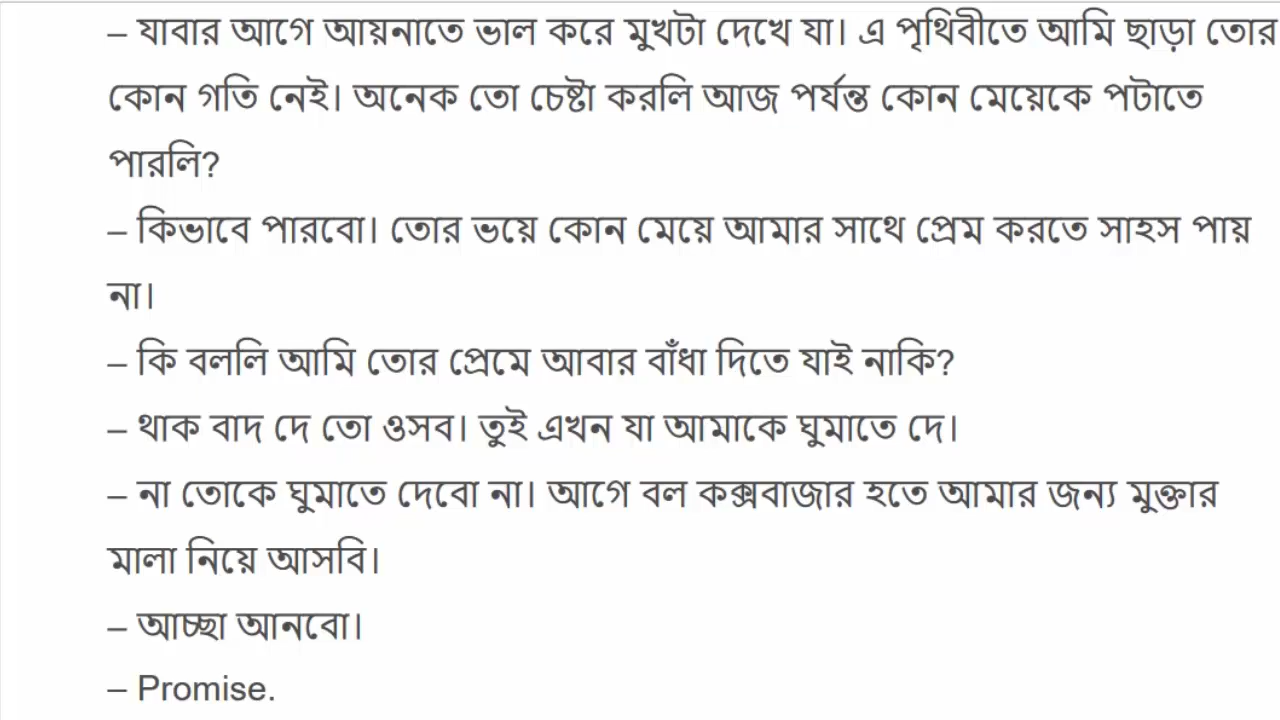 – যাবার আগে আয়নাতে ভাল করে মুখটা দেখে যা। এ পৃথিবীতে আমি ছাড়া তোর
কোন গতি নেই। অনেক তো চেষ্টা করলি আজ পর্যন্ত কোন মেয়েকে পটাতে
পারলি?
– কিভাবে পারবো। তোর ভয়ে কোন মেয়ে আমার সাথে প্রেম করতে সাহস পায়
না।
– কি বললি আমি তোর প্রেমে আবার বাঁধা দিতে যাই নাকি?
– থাক বাদ দে তো ওসব। তুই এখন যা আমাকে ঘুমাতে দে।
– না তোকে ঘুমাতে দেবো না। আগে বল কক্সবাজার হতে আমার জন্য মুক্তার
মালা নিয়ে আসবি।
– আচ্ছা আনবো।
– Promise.